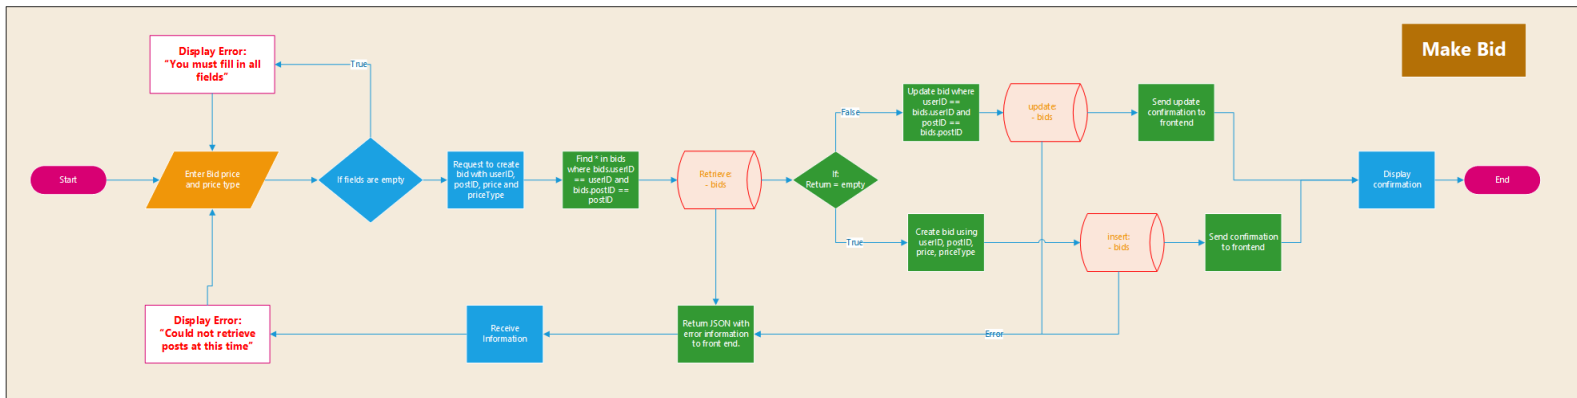 Make Bid
Display Error:
"You must fill in all
fields"
True
Start
Enter Bid price
and price type
If fields are empty
Request to create
bid with userID,
postID, price and
priceType
Find * in bids
where bids.userID
== userID and
bids.postID ==
postID
Retrieve:
- bids
If:
Return = empty
False
Update bid where
userID ==
bids.userID and
postID ==
bids.postID
update:
- bids
Send update
confirmation to
frontend
True
Create bid using
userID, postID,
price, priceType
insert:
- bids
Send confirmation
to frontend
Display
confirmation
End
Error
Return JSON with
error information
to front end.
Receive
Information
Display Error:
"Could not retrieve
posts at this time"